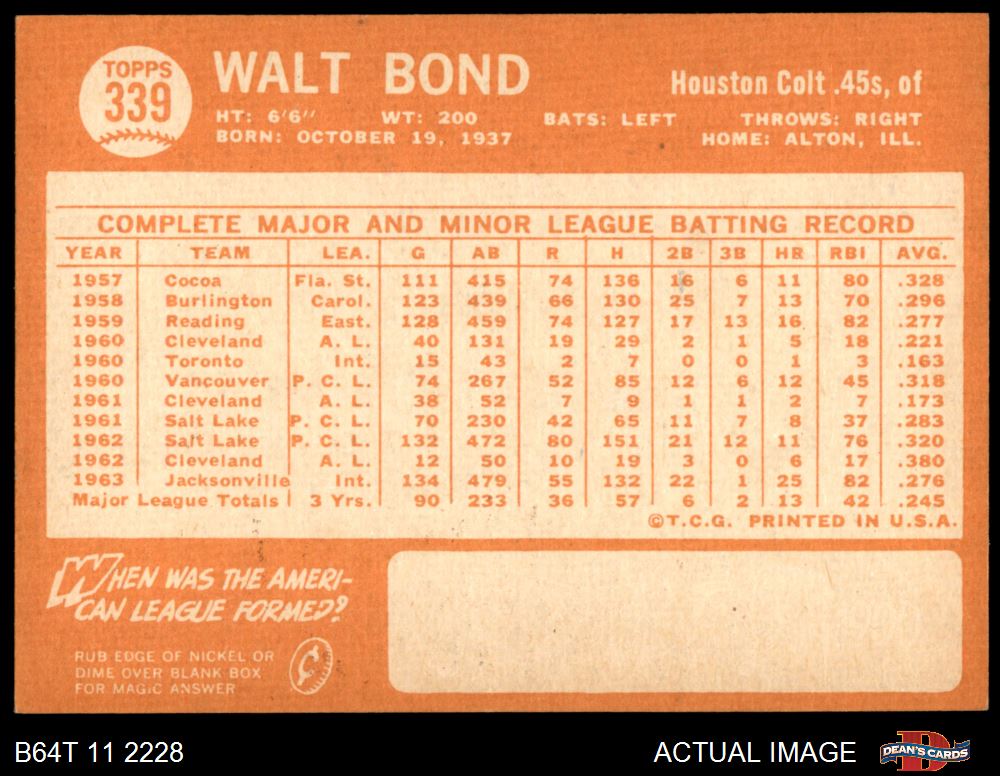 TOPPS
339
WALT BOND
Houston Colt .45s, of
HT: 6'6" WT: 200 BATS: LEFT THROWS: RIGHT
BORN: OCTOBER 19, 1937 HOME: ALTON, ILL.
COMPLETE MAJOR AND MINOR LEAGUE BATTING RECORD
YEAR TEAM LEA. G AB R H 2B 3B HR RBI AVG.
1957 Cocoa Fla. St. 111 415 74 136 16 6 11 80 .328
1958 Burlington Carol. 123 439 66 130 25 7 13 70 .296
1959 Reading East. 128 459 74 127 17 13 16 82 .277
1960 Cleveland A. L. 40 131 19 29 2 1 5 18 .221
1960 Toronto Int. 15 43 2 7 0 0 1 3 .163
1960 Vancouver P. C. L. 74 267 52 85 12 6 12 45 .318
1961 Cleveland A. L. 38 52 7 9 1 1 2 7 .173
1961 Salt Lake P. C. L. 70 230 42 65 11 7 8 37 .283
1962 Salt Lake P. C. L. 132 472 80 151 21 12 11 76 .320
1962 Cleveland A. L. 12 50 10 19 3 0 6 17 .380
1963 Jacksonville Int. 134 479 55 132 22 1 25 82 .276
Major League Totals 3 Yrs. 90 233 36 57 6 2 13 42 .245
©T.C.G. PRINTED IN U.S.A.
WHEN WAS THE AMERI-
CAN LEAGUE FORMED?
RUB EDGE OF NICKEL OR
DIME OVER BLANK BOX
FOR MAGIC ANSWER
B64T 11 2228 ACTUAL IMAGE
DEAN'S CARDS